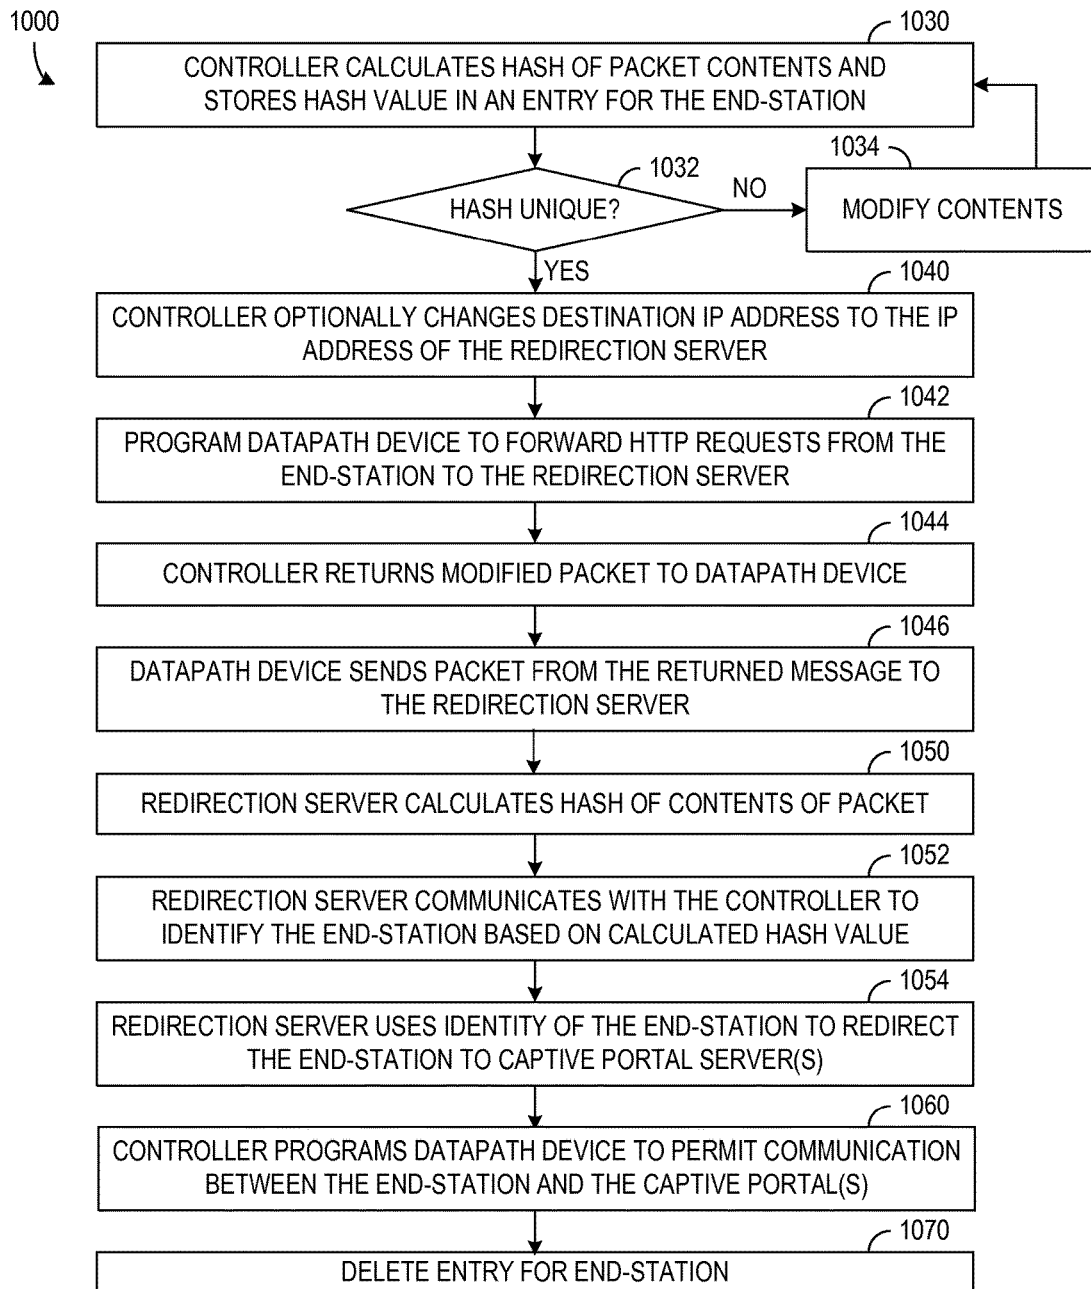 1000
1030
CONTROLLER CALCULATES HASH OF PACKET CONTENTS AND
STORES HASH VALUE IN AN ENTRY FOR THE END-STATION
1032
HASH UNIQUE?
NO
1034
MODIFY CONTENTS
YES
1040
CONTROLLER OPTIONALLY CHANGES DESTINATION IP ADDRESS TO THE IP
ADDRESS OF THE REDIRECTION SERVER
1042
PROGRAM DATAPATH DEVICE TO FORWARD HTTP REQUESTS FROM THE
END-STATION TO THE REDIRECTION SERVER
1044
CONTROLLER RETURNS MODIFIED PACKET TO DATAPATH DEVICE
1046
DATAPATH DEVICE SENDS PACKET FROM THE RETURNED MESSAGE TO
THE REDIRECTION SERVER
1050
REDIRECTION SERVER CALCULATES HASH OF CONTENTS OF PACKET
1052
REDIRECTION SERVER COMMUNICATES WITH THE CONTROLLER TO
IDENTIFY THE END-STATION BASED ON CALCULATED HASH VALUE
1054
REDIRECTION SERVER USES IDENTITY OF THE END-STATION TO REDIRECT
THE END-STATION TO CAPTIVE PORTAL SERVER(S)
1060
CONTROLLER PROGRAMS DATAPATH DEVICE TO PERMIT COMMUNICATION
BETWEEN THE END-STATION AND THE CAPTIVE PORTAL(S)
1070
DELETE ENTRY FOR END-STATION